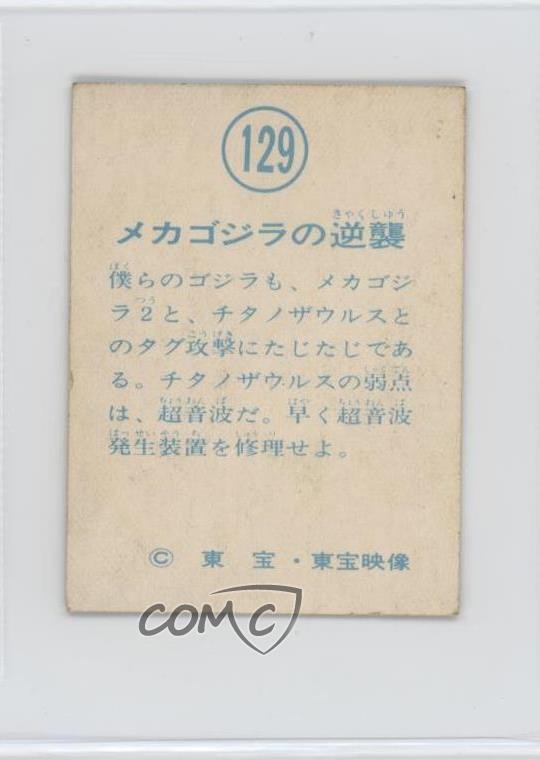 129
メカゴジラの逆襲
僕らのゴジラも、メカゴジ
ラ2と、チタノザウルスと
のタグ攻撃にたじたじであ
る。チタノザウルスの弱点
は、超音波だ。早く超音波
発生装置を修理せよ。
© 東宝・東宝映像
COMC